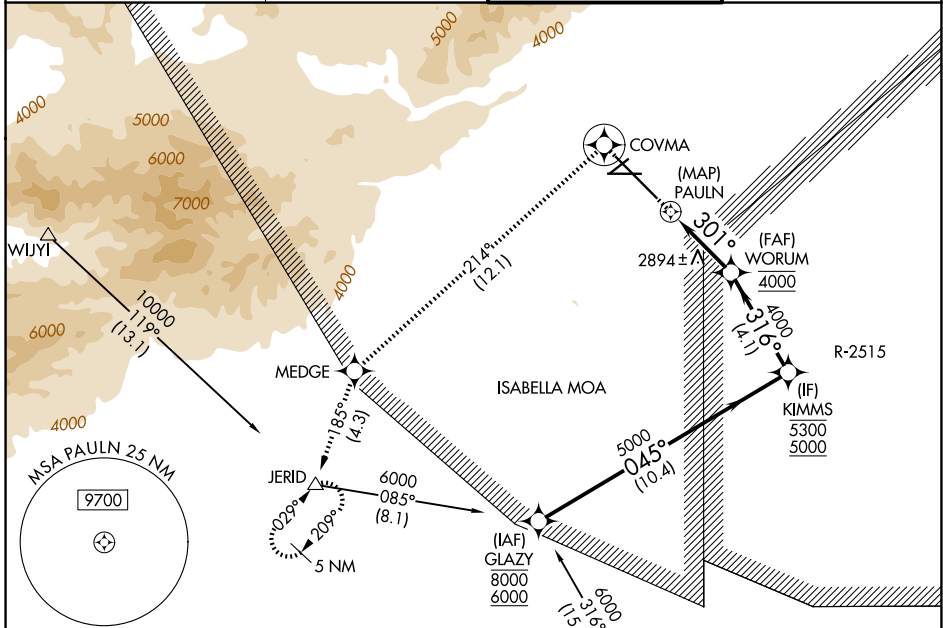 5000
4000
4000
5000
6000
7000
COVMA
(MAP)
PAULN
301°
(FAF)
WORUM
4000
2894±
WIJYI
214°
(12.1)
4000
10000
119°
(13.1)
4000
316°
(4.1)
6000
R-2515
MEDGE
ISABELLA MOA
(IF)
KIMMS
5300
5000
4000
185°
(4.3)
5000
045°
(10.4)
MSA PAULN 25 NM
9700
JERID
6000
085°
(8.1)
029°
209°
5 NM
(IAF)
GLAZY
8000
6000
6000
316°
(15